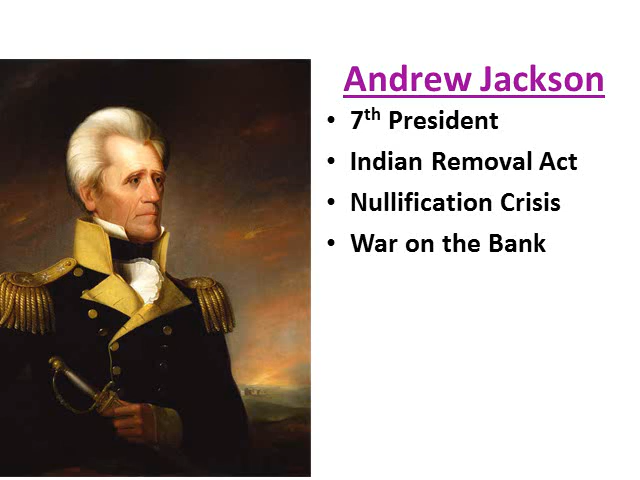 Andrew Jackson
• 7th President
• Indian Removal Act
• Nullification Crisis
• War on the Bank